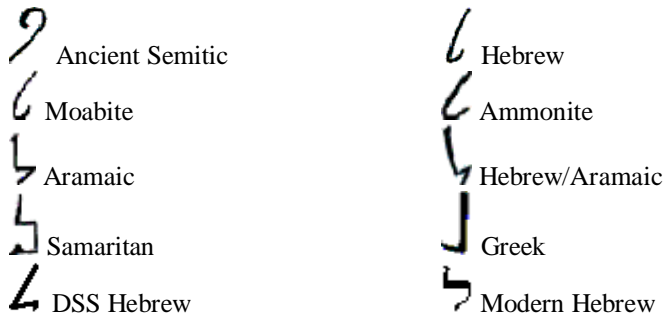 Ancient Semitic Hebrew
Moabite Ammonite
Aramaic Hebrew/Aramaic
Samaritan Greek
DSS Hebrew Modern Hebrew